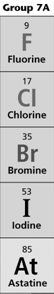 Group 7A
9
F
Fluorine
17
Cl
Chlorine
35
Br
Bromine
53
I
Iodine
85
At
Astatine